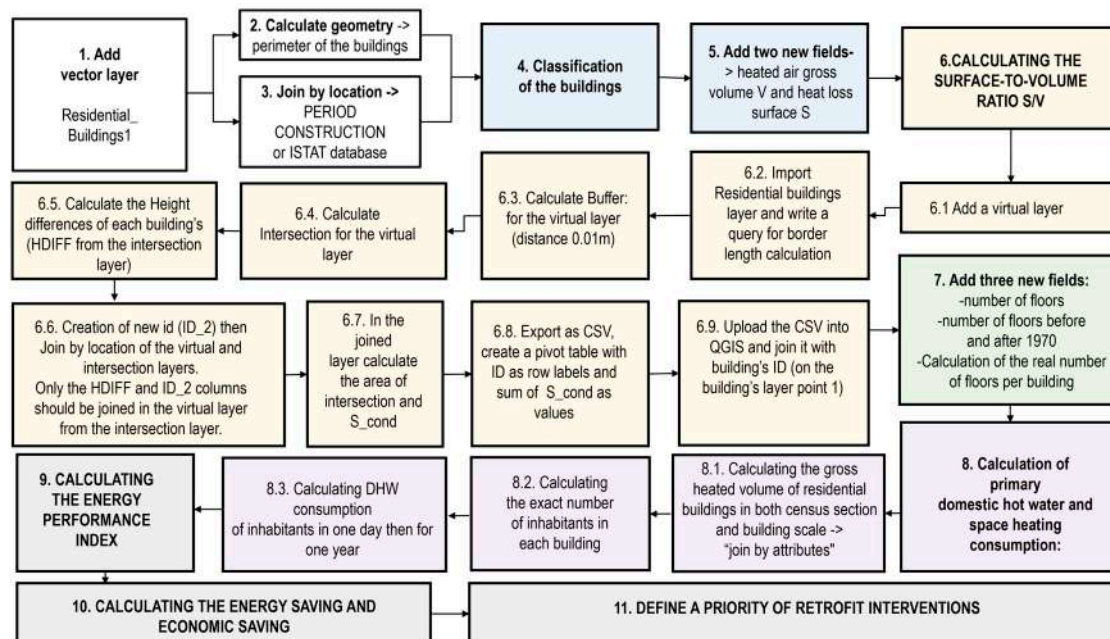 1. Add
vector layer
Residential_
Buildings1
2. Calculate geometry ->
perimeter of the buildings
3. Join by location ->
PERIOD
CONSTRUCTION
or ISTAT database
4. Classification
of the buildings
5. Add two new fields-
> heated air gross
volume V and heat loss
surface S
6.CALCULATING THE
SURFACE-TO-VOLUME
RATIO S/V
6.1 Add a virtual layer
6.2. Import
Residential buildings
layer and write a
query for border
length calculation
6.3. Calculate Buffer:
for the virtual layer
(distance 0.01m)
6.4. Calculate
Intersection for the virtual
layer
6.5. Calculate the Height
differences of each building's
(HDIFF from the intersection
layer)
6.6. Creation of new id (ID_2) then
Join by location of the virtual and
intersection layers.
Only the HDIFF and ID_2 columns
should be joined in the virtual layer
from the intersection layer.
6.7. In the
joined
layer calculate
the area of
intersection and
S_cond
6.8. Export as CSV,
create a pivot table with
ID as row labels and
sum of S_cond as
values
6.9. Upload the CSV into
QGIS and join it with
building's ID (on the
building's layer point 1)
7. Add three new fields:
-number of floors
-number of floors before
and after 1970
-Calculation of the real number
of floors per building
8. Calculation of
primary
domestic hot water and
space heating
consumption:
8.1. Calculating the gross
heated volume of residential
buildings in both census section
and building scale ->
"join by attributes"
8.2. Calculating
the exact number
of inhabitants in
each building
8.3. Calculating DHW
consumption
of inhabitants in one day then for
one year
9. CALCULATING
THE ENERGY
PERFORMANCE
INDEX
10. CALCULATING THE ENERGY SAVING AND
ECONOMIC SAVING
11. DEFINE A PRIORITY OF RETROFIT INTERVENTIONS